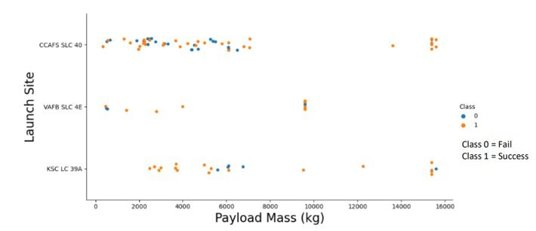 CCAFS SLC 40
VAFB SLC 4E
KSC LC 39A
Launch Site
0
2000
4000
6000
8000
10000
12000
14000
16000
Payload Mass (kg)
Class
0
1
Class 0 = Fail
Class 1 = Success